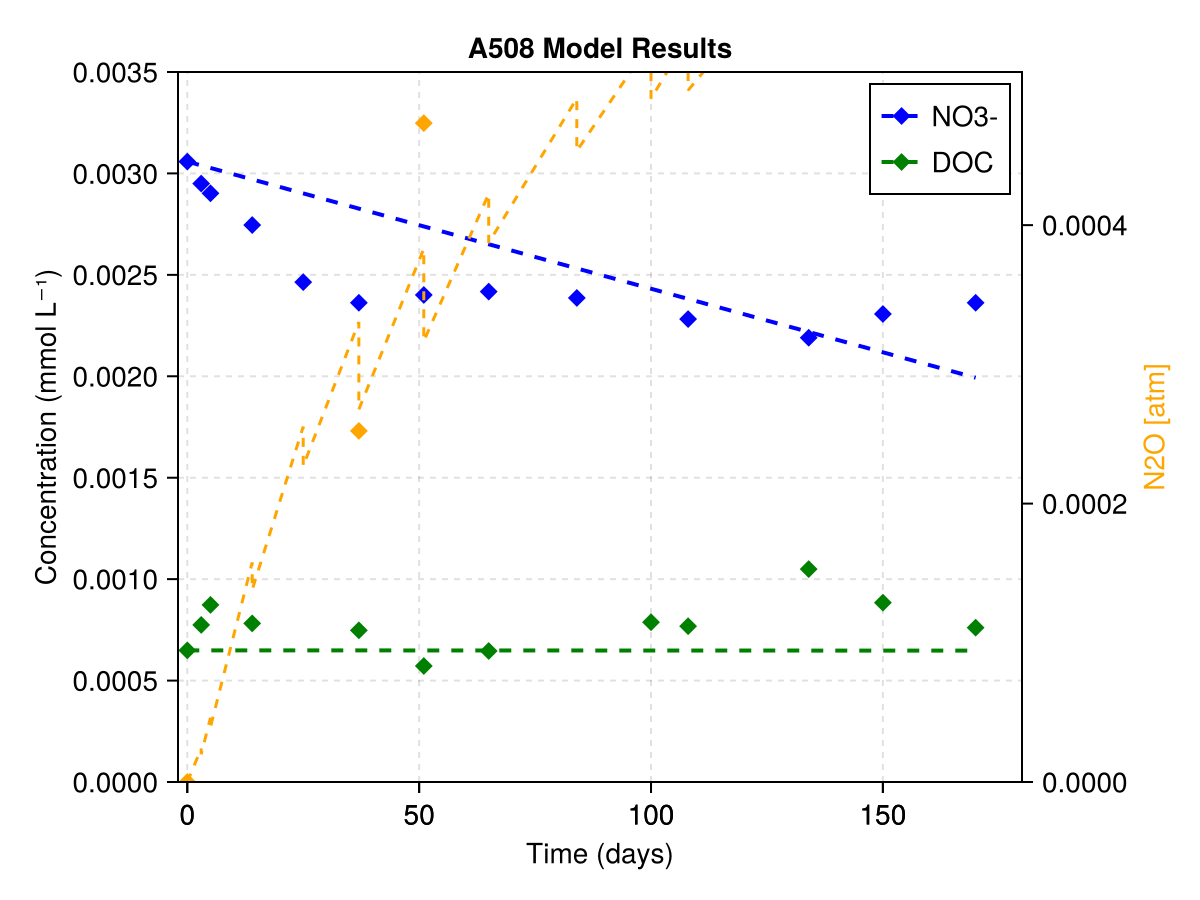 A508 Model Results
0.0035
0.0030
0.0025
0.0020
0.0015
0.0010
0.0005
0.0000
Concentration (mmol L⁻¹)
NO3-
DOC
0.0004
0.0002
0.0000
N2O [atm]
0
50
100
150
Time (days)